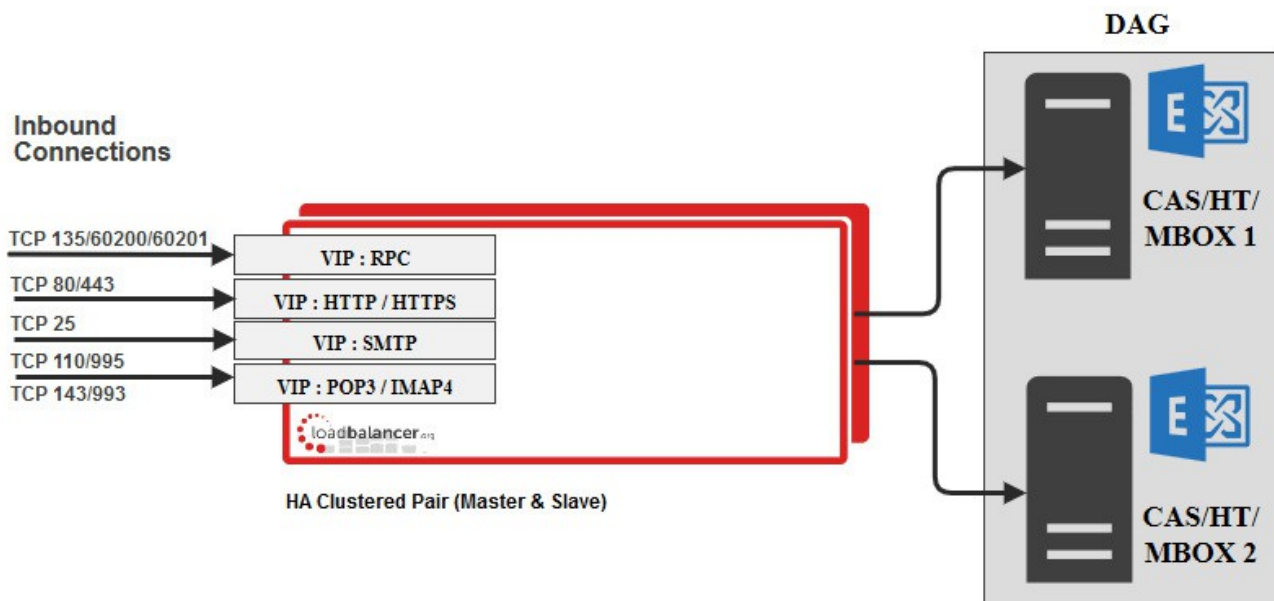 DAG
Inbound
Connections
TCP 135/60200/60201
VIP : RPC
TCP 80/443
VIP : HTTP / HTTPS
TCP 25
VIP : SMTP
TCP 110/995
VIP : POP3 / IMAP4
TCP 143/993
loadbalancer.org
HA Clustered Pair (Master & Slave)
E
CAS/HT/
MBOX 1
E
CAS/HT/
MBOX 2